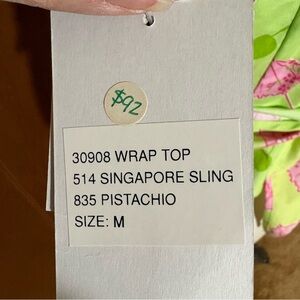 $92
30908 WRAP TOP
514 SINGAPORE SLING
835 PISTACHIO
SIZE: M